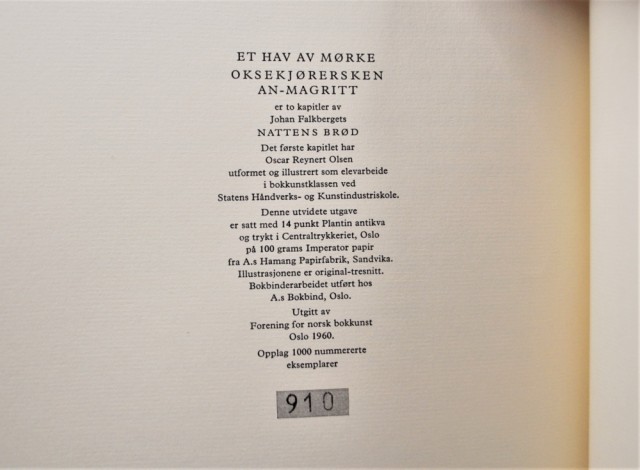 ET HAV AV MØRKE
OKSEKJØRERSKEN
AN-MAGRITT
er to kapitler av
Johan Falkbergets
NATTENS BRØD
Det første kapitlet har
Oscar Reynert Olsen
utformet og illustrert som elevarbeide
i bokkunstklassen ved
Statens Håndverks- og Kunstindustriskole.
Denne utvidete utgave
er satt med 14 punkt Plantin antikva
og trykt i Centraltrykkeriet, Oslo
på 100 grams Imperator papir
fra A.s Hamang Papirfabrik, Sandvika.
Illustrasjonene er original-tresnitt.
Bokbinderarbeidet utført hos
A.s Bokbind, Oslo.
Utgitt av
Forening for norsk bokkunst
Oslo 1960.
Opplag 1000 nummererte
eksemplarer
910